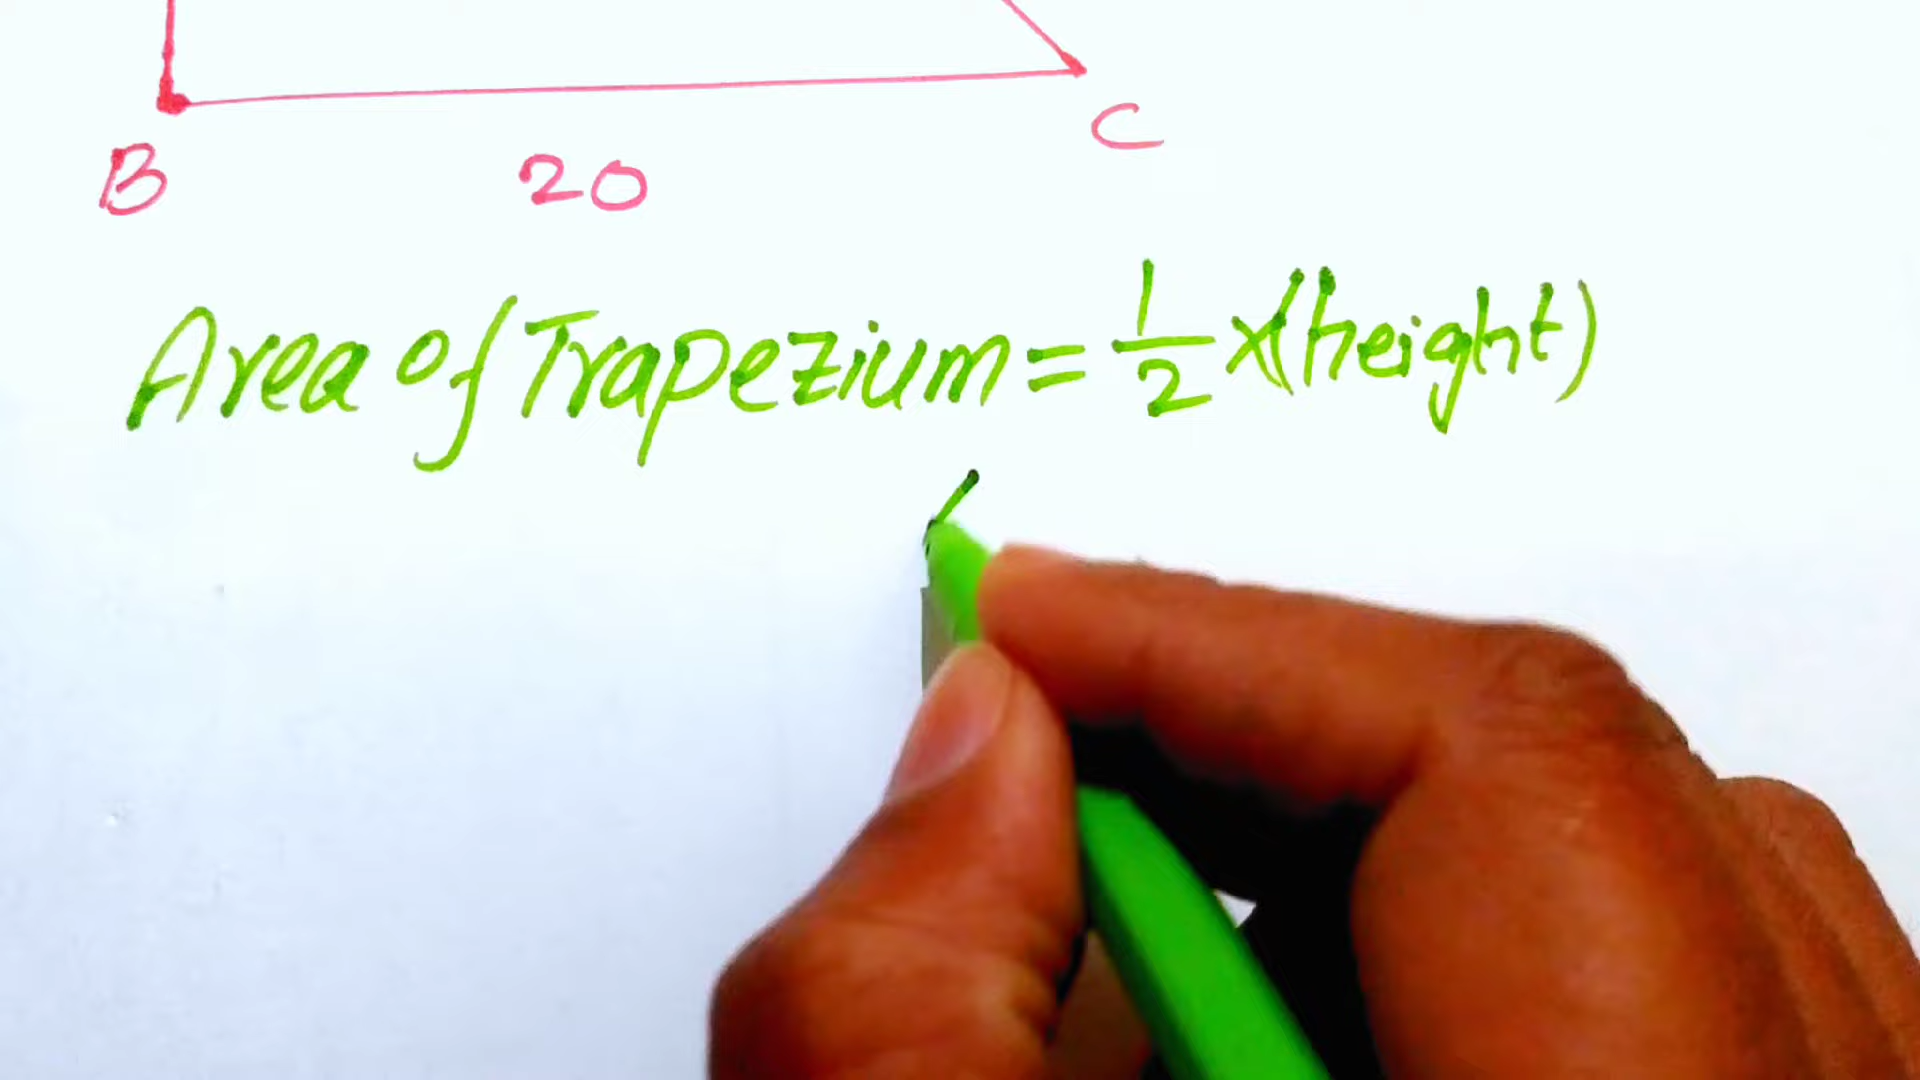 B 20 C
Area of Trapezium = 1/2 x(height)
(